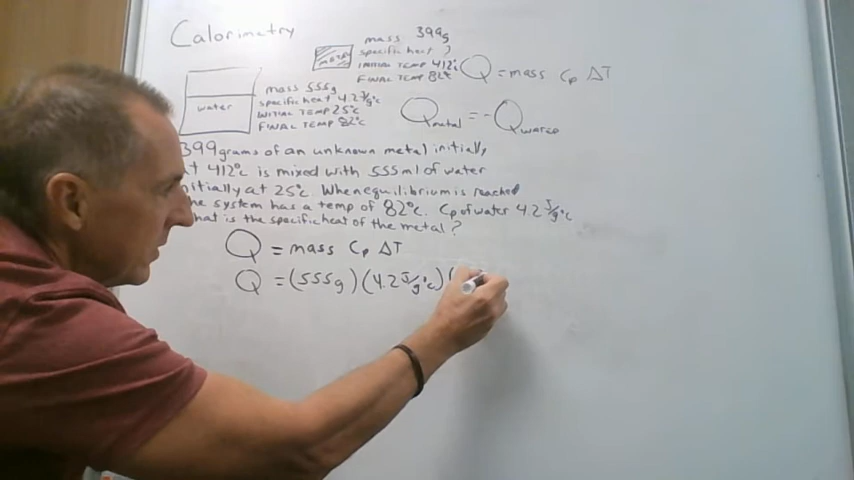 Calorimetry
metal
mass 399g
specific heat ?
INITIAL TEMP 412°C
FINAL TEMP 82°C
Q = mass Cp ΔT
water
mass 555g
specific heat 4.2 J/g°C
INITIAL TEMP 25°C
FINAL TEMP 82°C
Qmetal = -Qwater
399 grams of an unknown metal initially
at 412°C is mixed with 555 ml of water
initially at 25°C. When equilibrium is reached
the system has a temp of 82°C. Cp of water 4.2 J/g°C
What is the specific heat of the metal?
Q = mass Cp ΔT
Q = (555g)(4.2 J/g°C)(